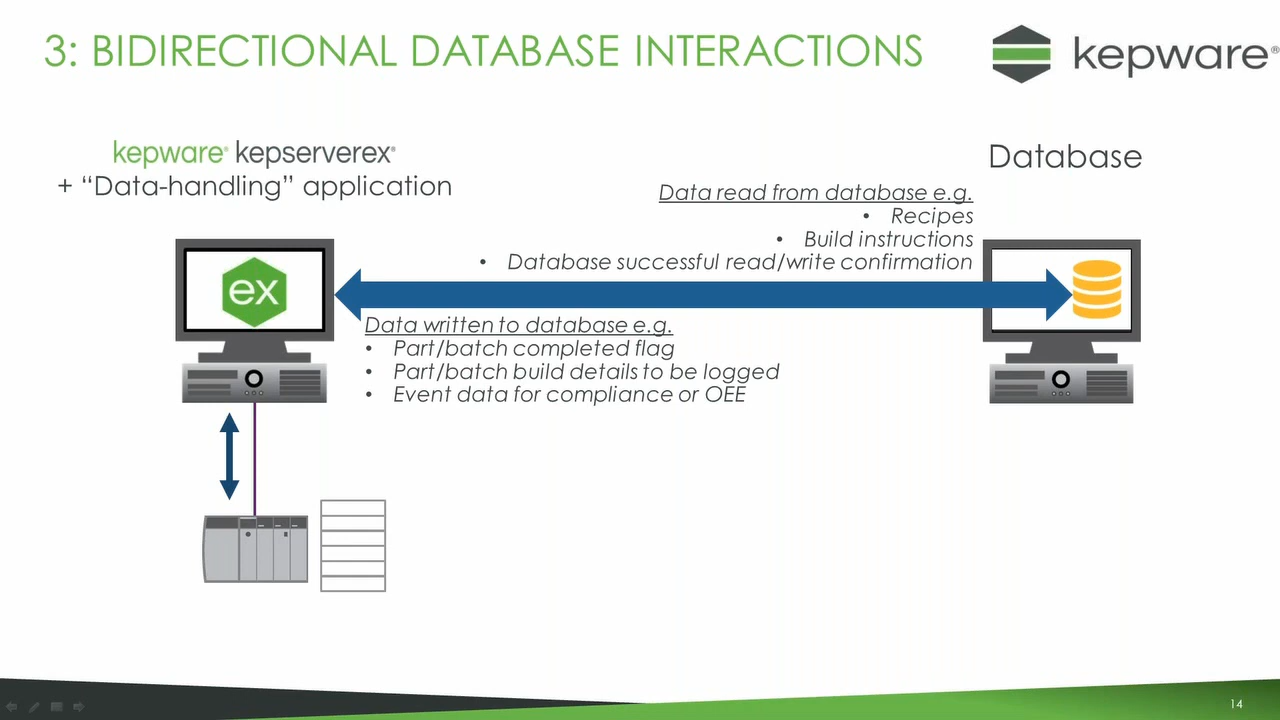 3: BIDIRECTIONAL DATABASE INTERACTIONS
kepware®
kepware® kepserverex®
+ “Data-handling” application
Database
Data read from database e.g.
• Recipes
• Build instructions
• Database successful read/write confirmation
ex
Data written to database e.g.
• Part/batch completed flag
• Part/batch build details to be logged
• Event data for compliance or OEE
14